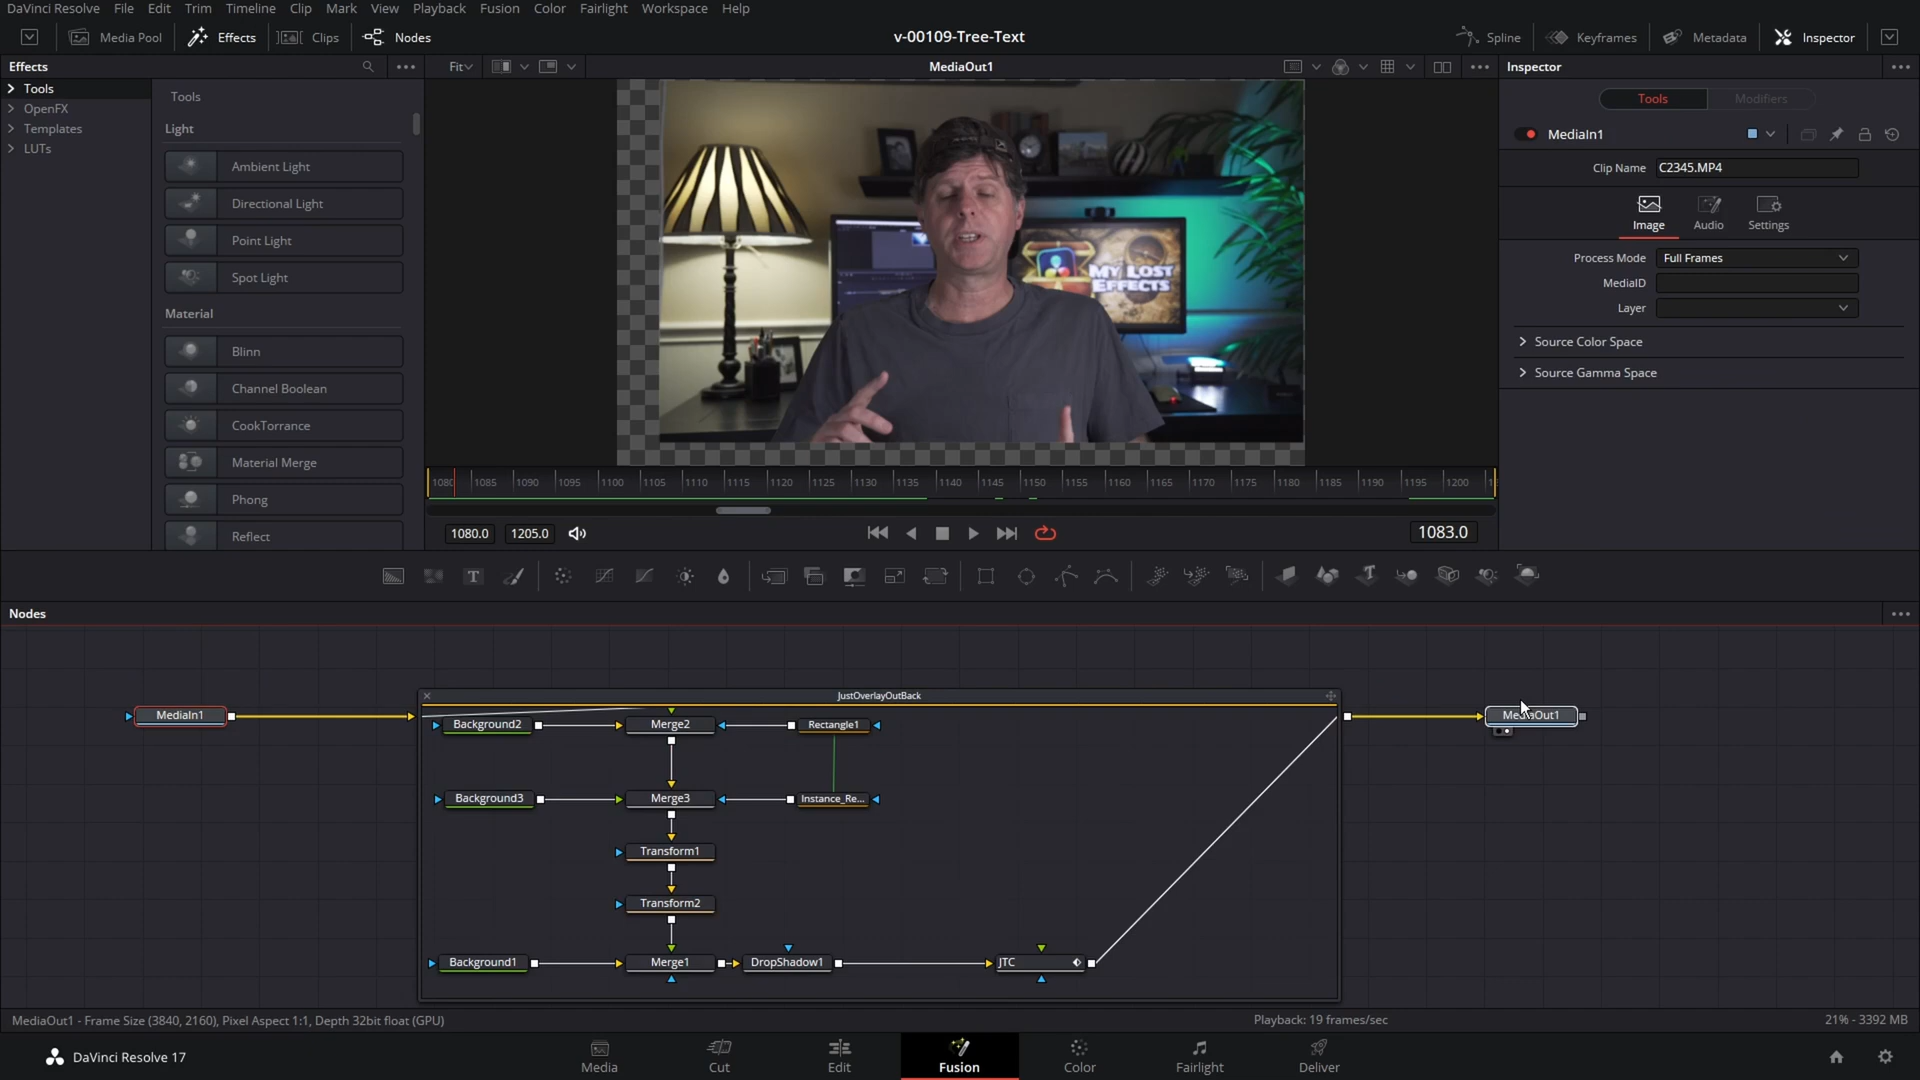 DaVinci Resolve File Edit Trim Timeline Clip Mark View Playback Fusion Color Fairlight Workspace Help
Media Pool Effects Clips Nodes v-00109-Tree-Text Spline Keyframes Metadata Inspector
Effects Fit MediaOut1 Inspector
Tools
OpenFX
Templates
LUTs
Tools
Light
Ambient Light
Directional Light
Point Light
Spot Light
Material
Blinn
Channel Boolean
CookTorrance
Material Merge
Phong
Reflect
MY LOST
EFFECTS
1080 1085 1090 1095 1100 1105 1110 1115 1120 1125 1130 1135 1140 1145 1150 1155 1160 1165 1170 1175 1180 1185 1190 1195 1200
1080.0 1205.0 1083.0
Tools Modifiers
MediaIn1
Clip Name C2345.MP4
Image Audio Settings
Process Mode Full Frames
MediaID
Layer
Source Color Space
Source Gamma Space
Nodes
JustOverlayOutBack
MediaIn1 MediaOut1
Background2 Merge2 Rectangle1
Background3 Merge3 Instance_Re...
Transform1
Transform2
Background1 Merge1 DropShadow1 JTC
MediaOut1 - Frame Size (3840, 2160), Pixel Aspect 1:1, Depth 32bit float (GPU) Playback: 19 frames/sec 21% - 3392 MB
DaVinci Resolve 17 Media Cut Edit Fusion Color Fairlight Deliver